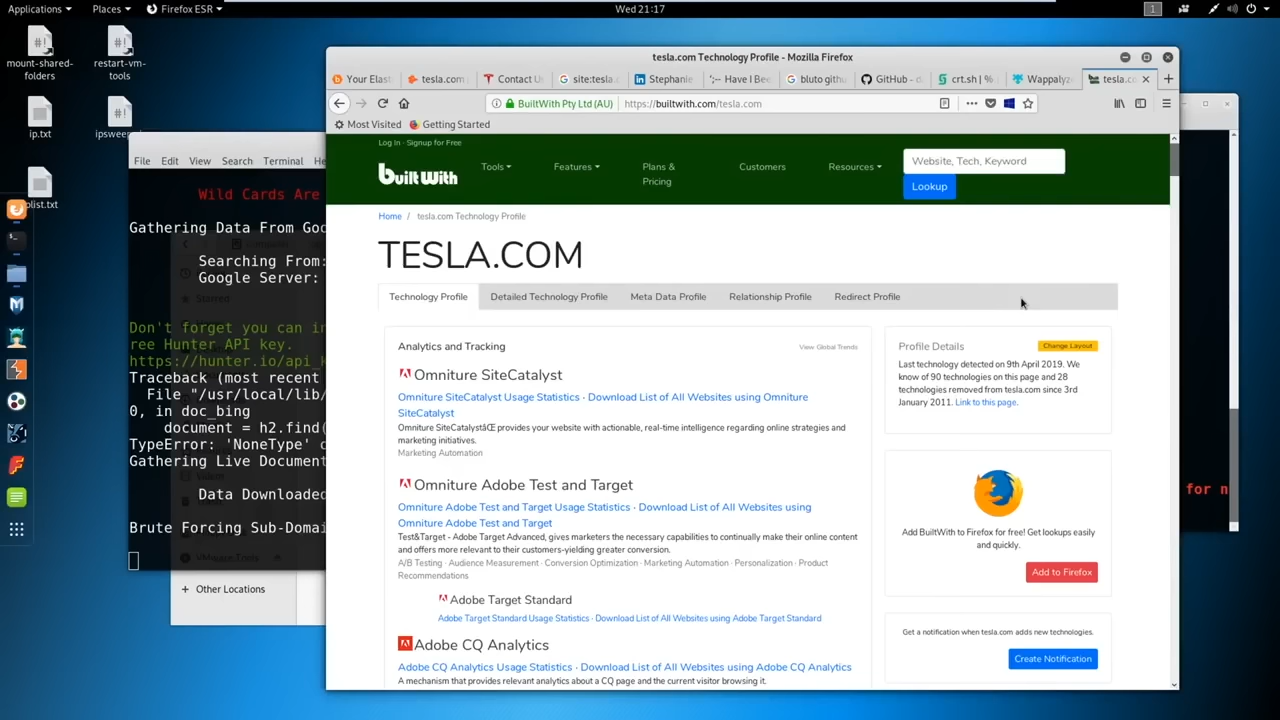 Applications
Places
Firefox ESR
Wed 21:17
1
mount-shared-
folders
restart-vm-
tools
ip.txt
ipsweep
plist.txt
tesla.com Technology Profile - Mozilla Firefox
Your Elast
tesla.com
Contact Us
site:tesla.c
Stephanie
Have I Bee
bluto githu
GitHub - d
crt.sh | %.
Wappalyze
tesla.co
BuiltWith Pty Ltd (AU)
https://builtwith.com/tesla.com
Most Visited
Getting Started
File Edit View Search Terminal He
Wild Cards Are
Gathering Data From Goo
Searching From:
Google Server:
Don't forget you can in
ree Hunter API key.
https://hunter.io/api_k
Traceback (most recent
File "/usr/local/lib/
0, in doc_bing
document = h2.find(
TypeError: 'NoneType' o
Gathering Live Document
Data Downloaded
Brute Forcing Sub-Domai
Starred
Other Locations
for n
Log In · Signup for Free
builtwith
Tools
Features
Plans &
Pricing
Customers
Resources
Website, Tech, Keyword
Lookup
Home / tesla.com Technology Profile
TESLA.COM
Technology Profile
Detailed Technology Profile
Meta Data Profile
Relationship Profile
Redirect Profile
Analytics and Tracking
View Global Trends
Omniture SiteCatalyst
Omniture SiteCatalyst Usage Statistics · Download List of All Websites using Omniture
SiteCatalyst
Omniture SiteCatalystâŒ provides your website with actionable, real-time intelligence regarding online strategies and
marketing initiatives.
Marketing Automation
Omniture Adobe Test and Target
Omniture Adobe Test and Target Usage Statistics · Download List of All Websites using
Omniture Adobe Test and Target
Test&Target - Adobe Target Advanced, gives marketers the necessary capabilities to continually make their online content
and offers more relevant to their customers-yielding greater conversion.
A/B Testing · Audience Measurement · Conversion Optimization · Marketing Automation · Personalization · Product
Recommendations
Adobe Target Standard
Adobe Target Standard Usage Statistics · Download List of All Websites using Adobe Target Standard
Adobe CQ Analytics
Adobe CQ Analytics Usage Statistics · Download List of All Websites using Adobe CQ Analytics
A mechanism that provides relevant analytics about a CQ page and the current visitor browsing it.
Profile Details
Change Layout
Last technology detected on 9th April 2019. We
know of 90 technologies on this page and 28
technologies removed from tesla.com since 3rd
January 2011. Link to this page.
Add BuiltWith to Firefox for free! Get lookups easily
and quickly.
Add to Firefox
Get a notification when tesla.com adds new technologies.
Create Notification